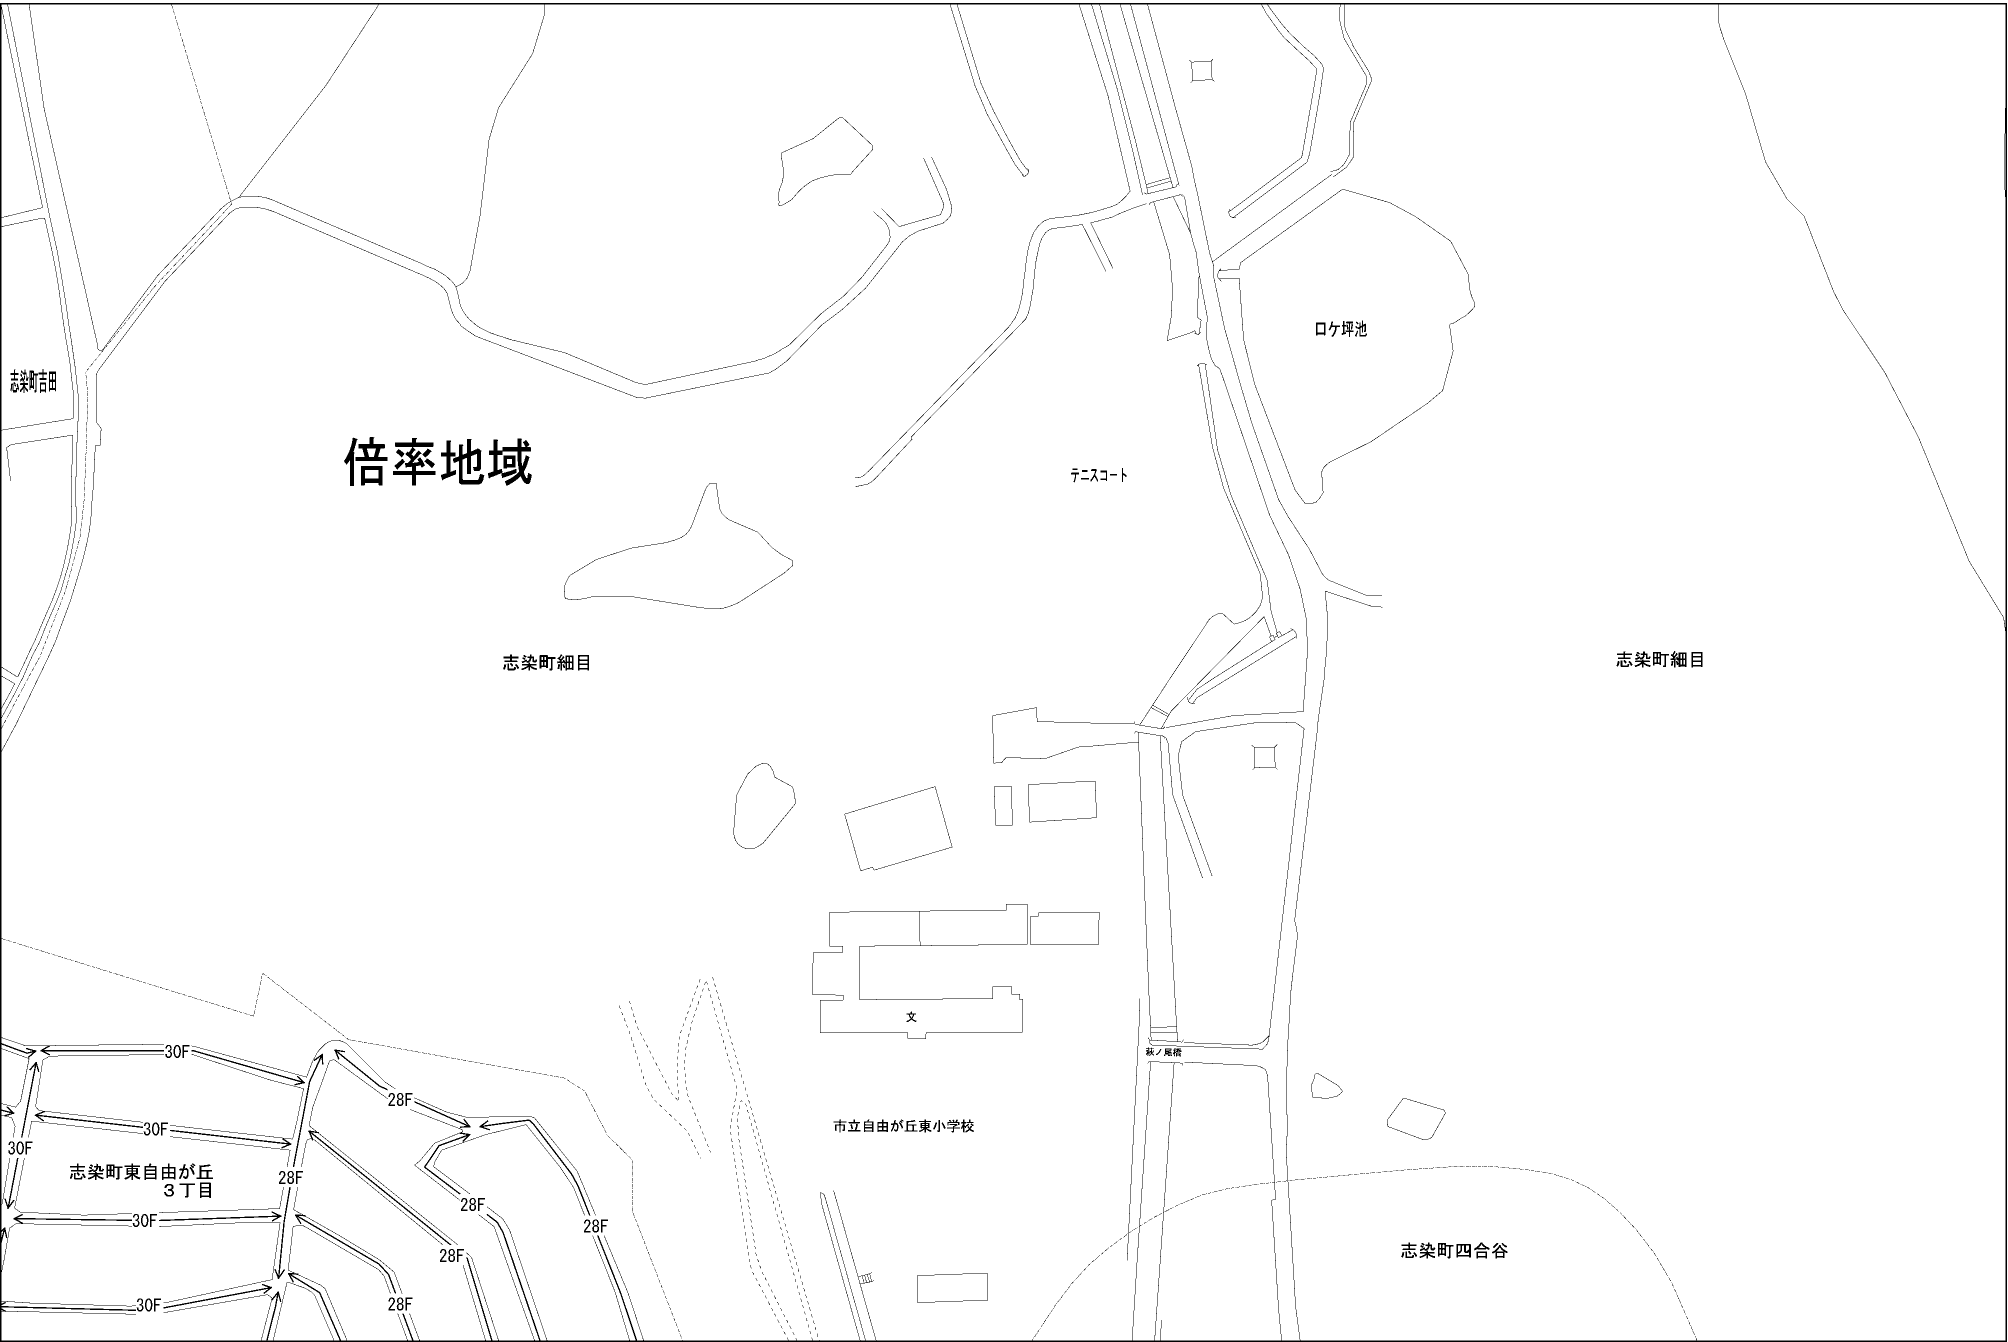 ロケ坪池
志染町吉田
倍率地域
テニスコート
志染町細目
志染町細目
文
萩ノ尾橋
30F
28F
市立自由が丘東小学校
30F
30F
志染町東自由が丘
３丁目
28F
28F
30F
28F
志染町四合谷
28F
30F
28F